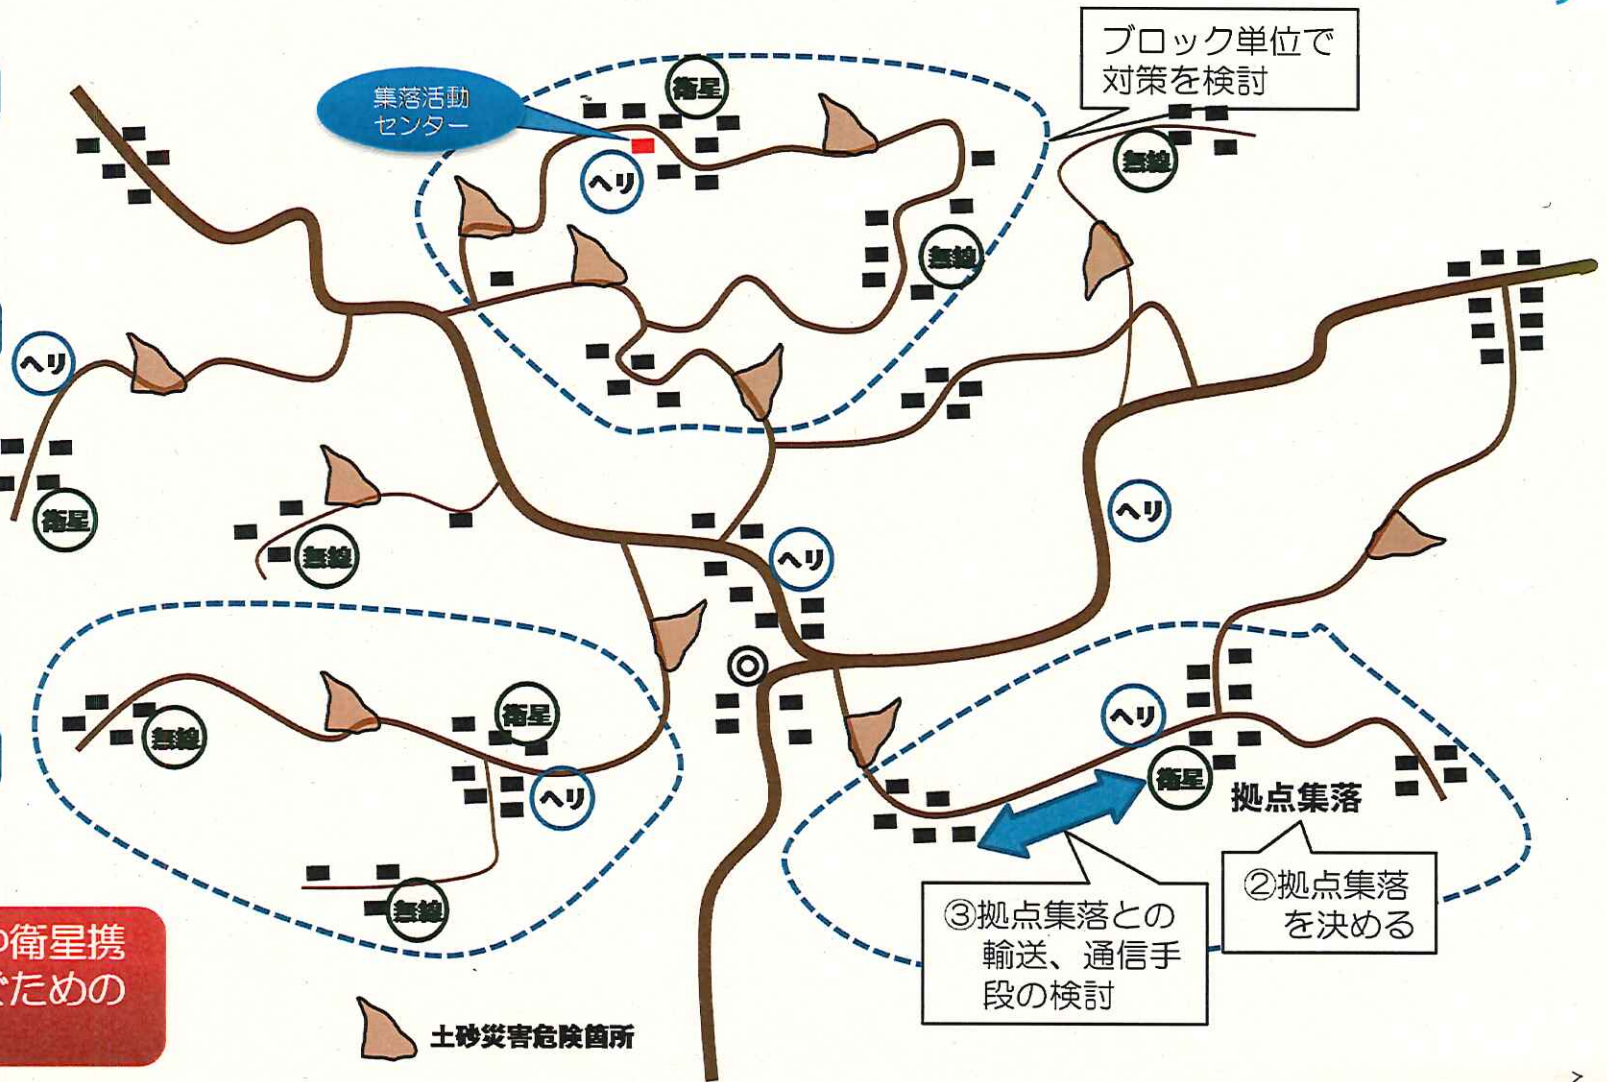 ブロック単位で
対策を検討
集落活動
センター
衛星
ヘリ
無線
無線
ヘリ
衛星
無線
ヘリ
ヘリ
無線
衛星
ヘリ
無線
ヘリ
衛星
拠点集落
②拠点集落
を決める
③拠点集落との
輸送、通信手
段の検討
衛星携
ための
土砂災害危険箇所